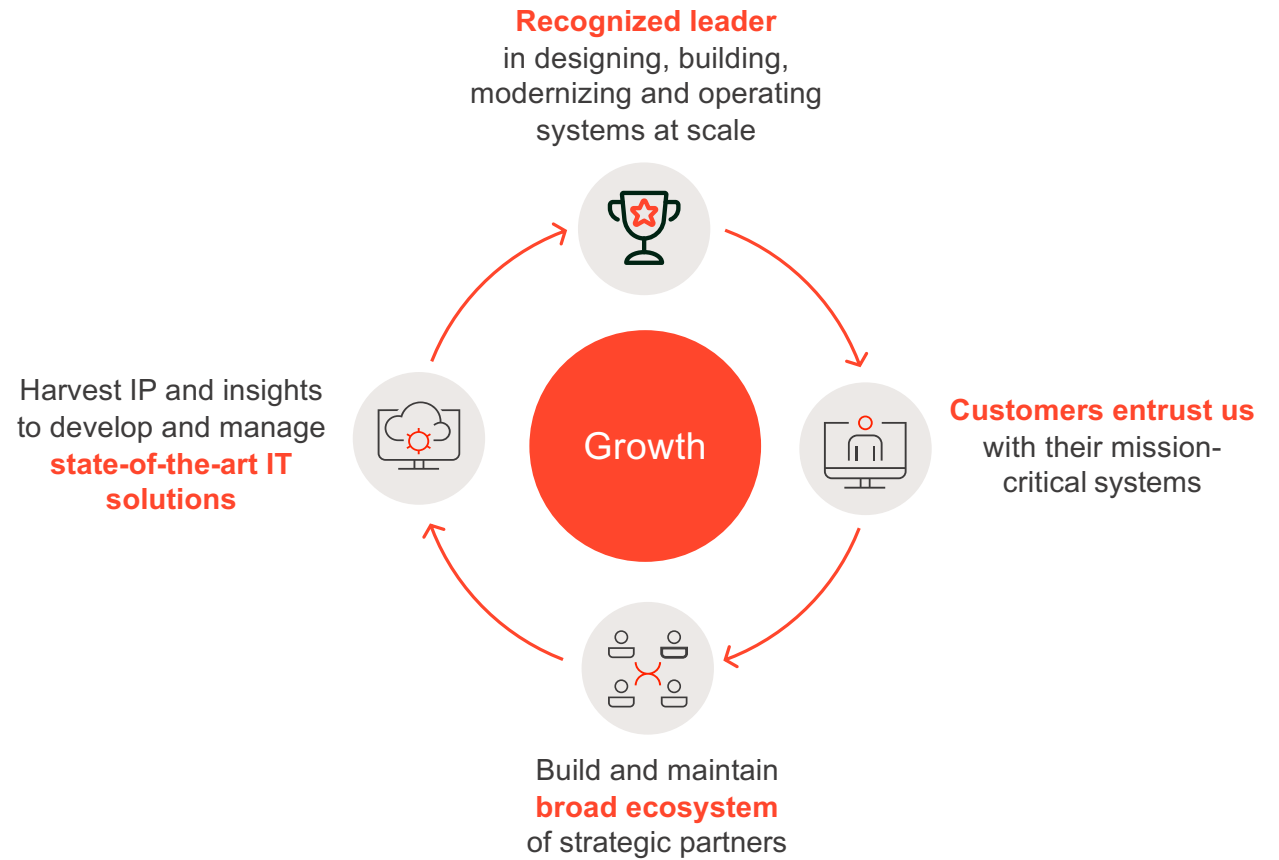 Recognized leader
in designing, building,
modernizing and operating
systems at scale
Growth
Customers entrust us
with their mission-
critical systems
Build and maintain
broad ecosystem
of strategic partners
Harvest IP and insights
to develop and manage
state-of-the-art IT
solutions